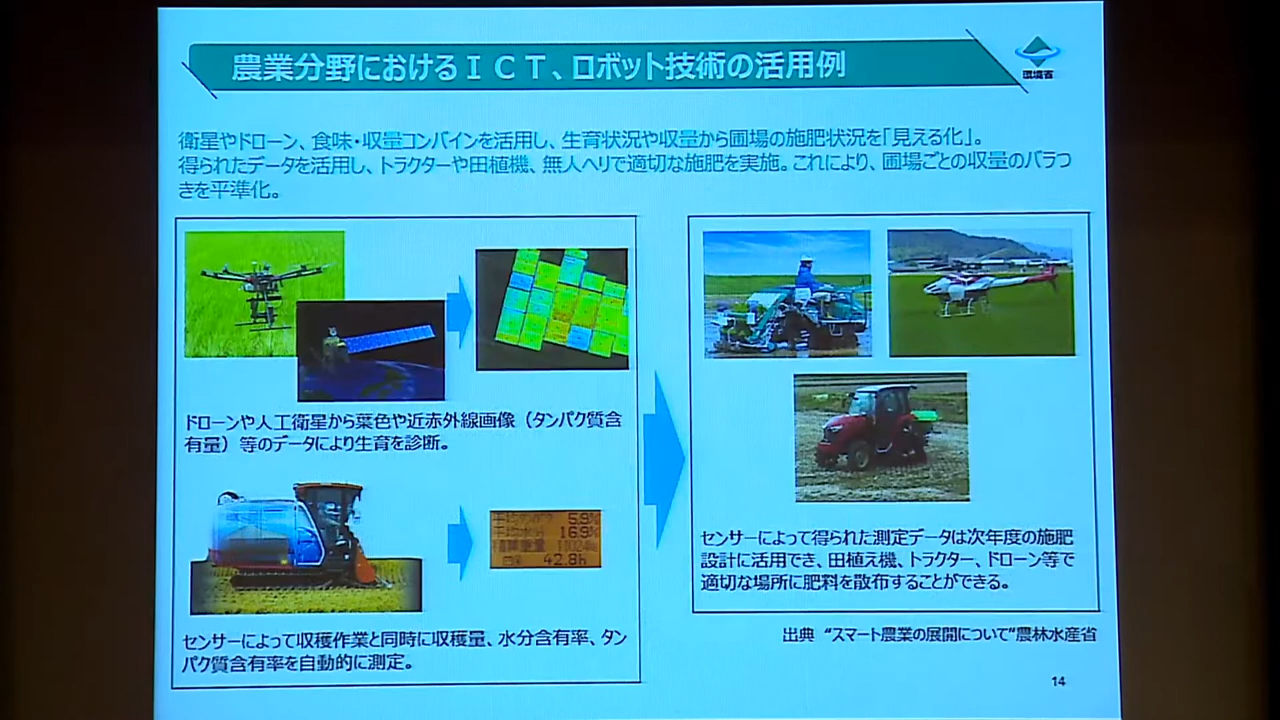 農業分野におけるＩＣＴ、ロボット技術の活用例
環境省
衛星やドローン、食味・収量コンバインを活用し、生育状況や収量から圃場の施肥状況を「見える化」。
得られたデータを活用し、トラクターや田植機、無人ヘリで適切な施肥を実施。これにより、圃場ごとの収量のバラつ
きを平準化。
ドローンや人工衛星から葉色や近赤外線画像（タンパク質含
有量）等のデータにより生育を診断。
5.9%
16.9%
42.8h
センサーによって収穫作業と同時に収穫量、水分含有率、タン
パク質含有率を自動的に測定。
センサーによって得られた測定データは次年度の施肥
設計に活用でき、田植え機、トラクター、ドローン等で
適切な場所に肥料を散布することができる。
出典 “スマート農業の展開について”農林水産省
14